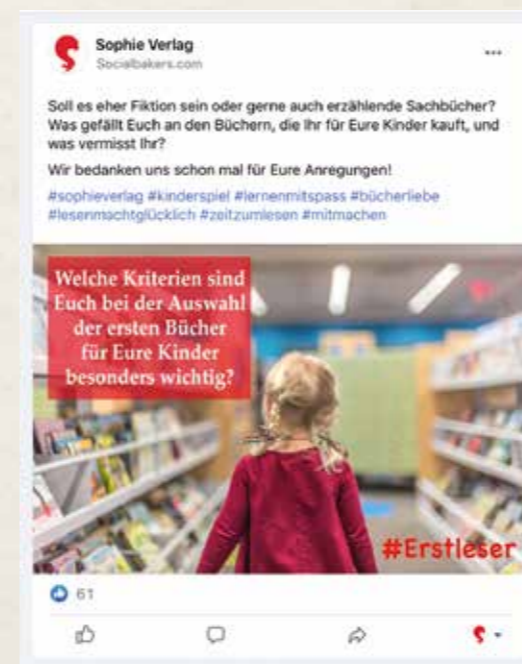 Sophie Verlag
Socialbakers.com
Soll es eher Fiktion sein oder gerne auch erzählende Sachbücher?
Was gefällt Euch an den Büchern, die Ihr für Eure Kinder kauft, und
was vermisst Ihr?
Wir bedanken uns schon mal für Eure Anregungen!
#sophieverlag #kinderspiel #lernenmitspass #bücherliebe
#lesenmachtglücklich #zeitzumlesen #mitmachen
Welche Kriterien sind
Euch bei der Auswahl
der ersten Bücher
für Eure Kinder
besonders wichtig?
#Erstleser
61